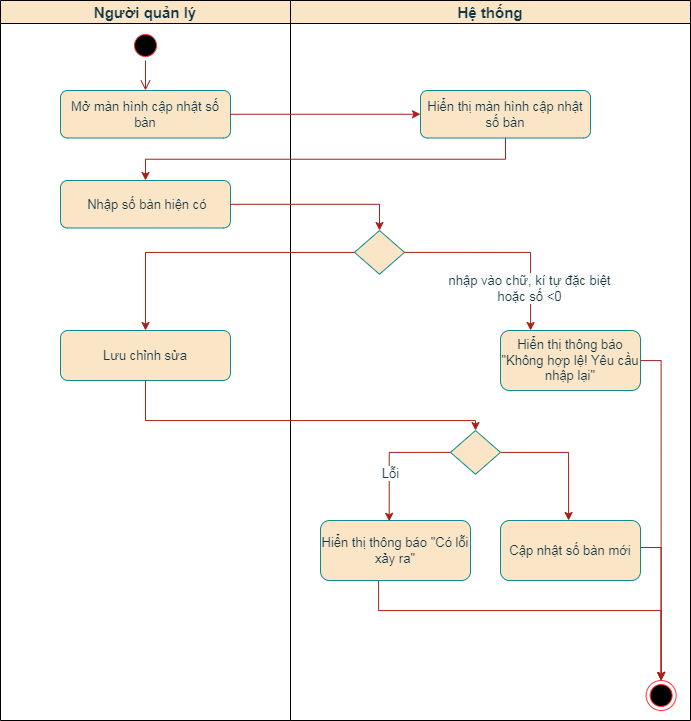 Người quản lý
Hệ thống
Mở màn hình cập nhật số
bàn
Hiển thị màn hình cập nhật
số bàn
Nhập số bàn hiện có
nhập vào chữ, kí tự đặc biệt
hoặc số <0
Lưu chỉnh sửa
Hiển thị thông báo
"Không hợp lệ! Yêu cầu
nhập lại"
Lỗi
Hiển thị thông báo "Có lỗi
xảy ra"
Cập nhật số bàn mới